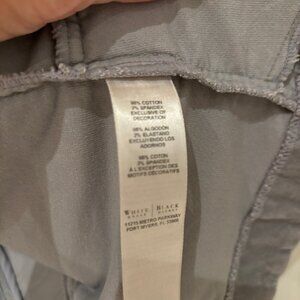 98% COTTON
2% SPANDEX
EXCLUSIVE OF
DECORATION
98% ALGODÓN
2% ELASTANO
EXCLUYENDO LOS
ADORNOS
98% COTON
2% SPANDEX
À L'EXCEPTION DES
MOTIFS DÉCORATIFS
WHITE | BLACK
HOUSE | MARKET
11215 METRO PARKWAY
FORT MYERS, FL 33966